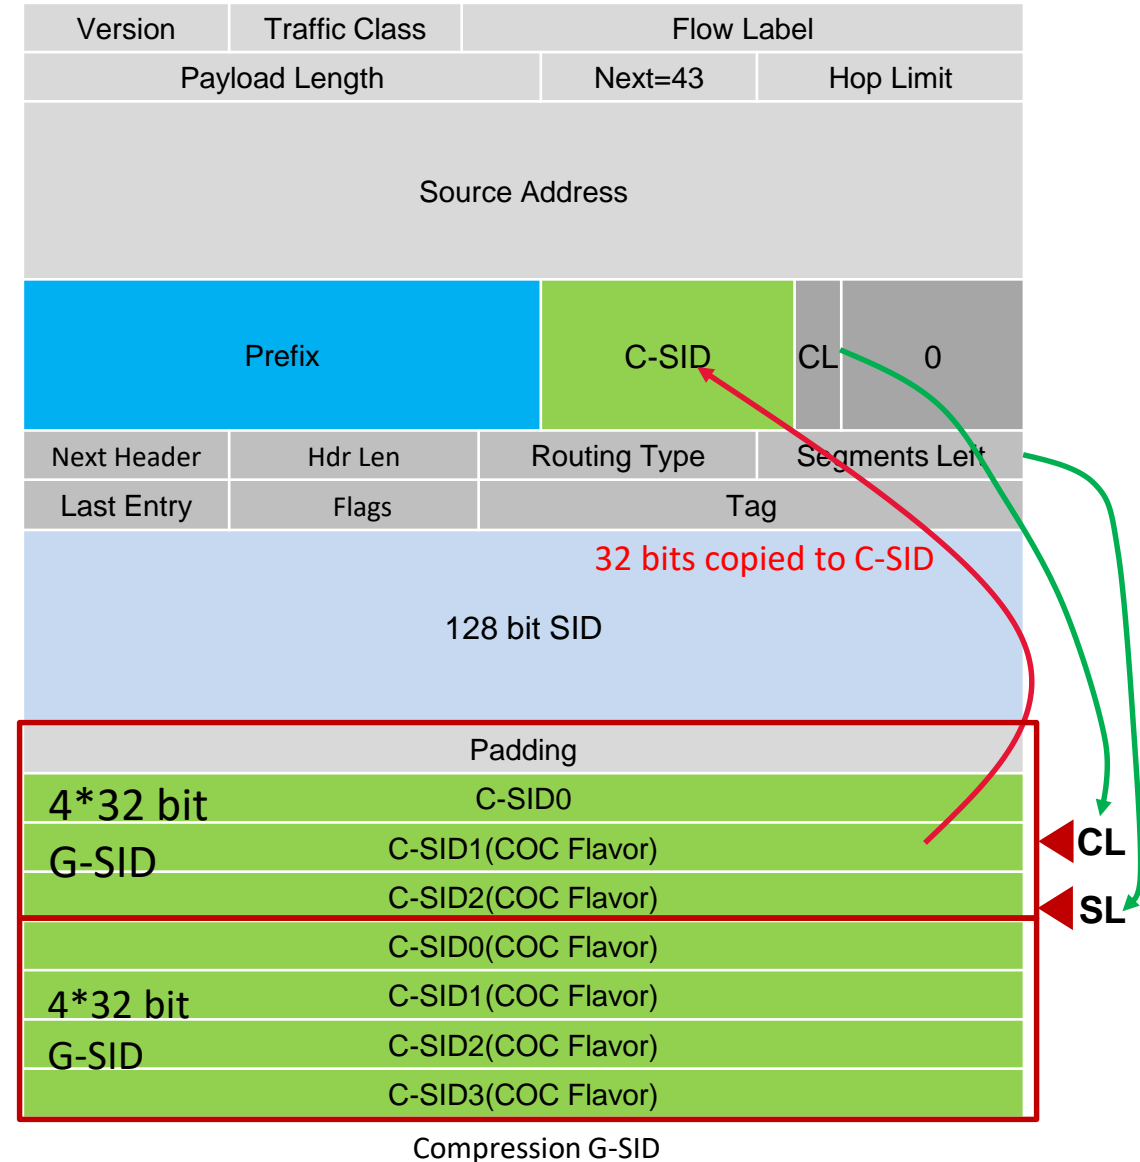 Version Traffic Class Flow Label
Payload Length Next=43 Hop Limit
Source Address
Prefix C-SID CL 0
Next Header Hdr Len Routing Type Segments Left
Last Entry Flags Tag
32 bits copied to C-SID
128 bit SID
Padding
4*32 bit C-SID0
G-SID C-SID1(COC Flavor) CL
C-SID2(COC Flavor) SL
C-SID0(COC Flavor)
4*32 bit C-SID1(COC Flavor)
G-SID C-SID2(COC Flavor)
C-SID3(COC Flavor)
Compression G-SID